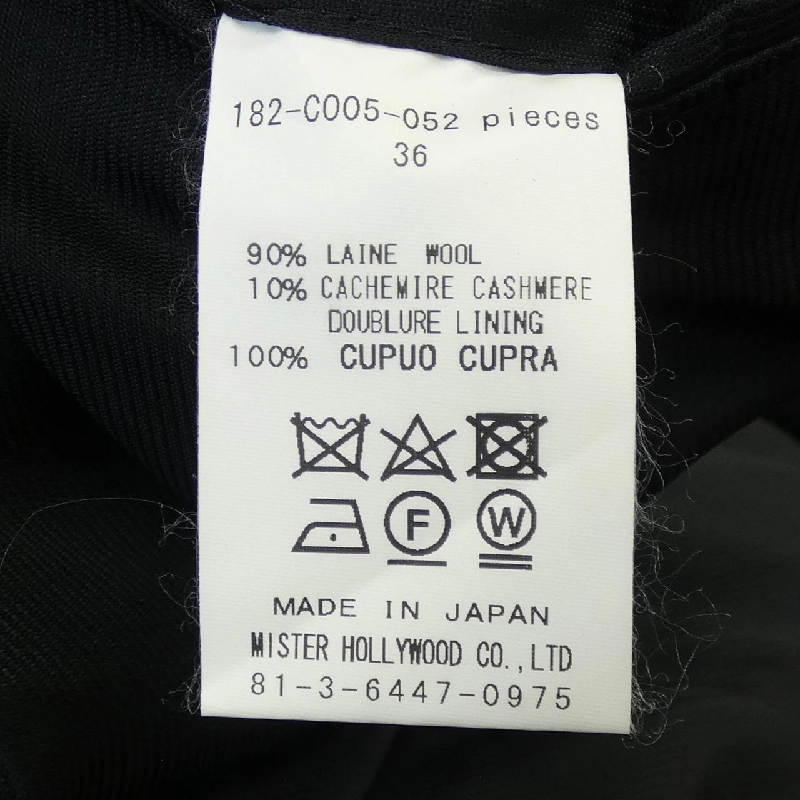 182-C005-052 pieces
36
90% LAINE WOOL
10% CACHEMIRE CASHMERE
DOUBLURE LINING
100% CUPUO CUPRA
F W
MADE IN JAPAN
MISTER HOLLYWOOD CO.,LTD
81-3-6447-0975